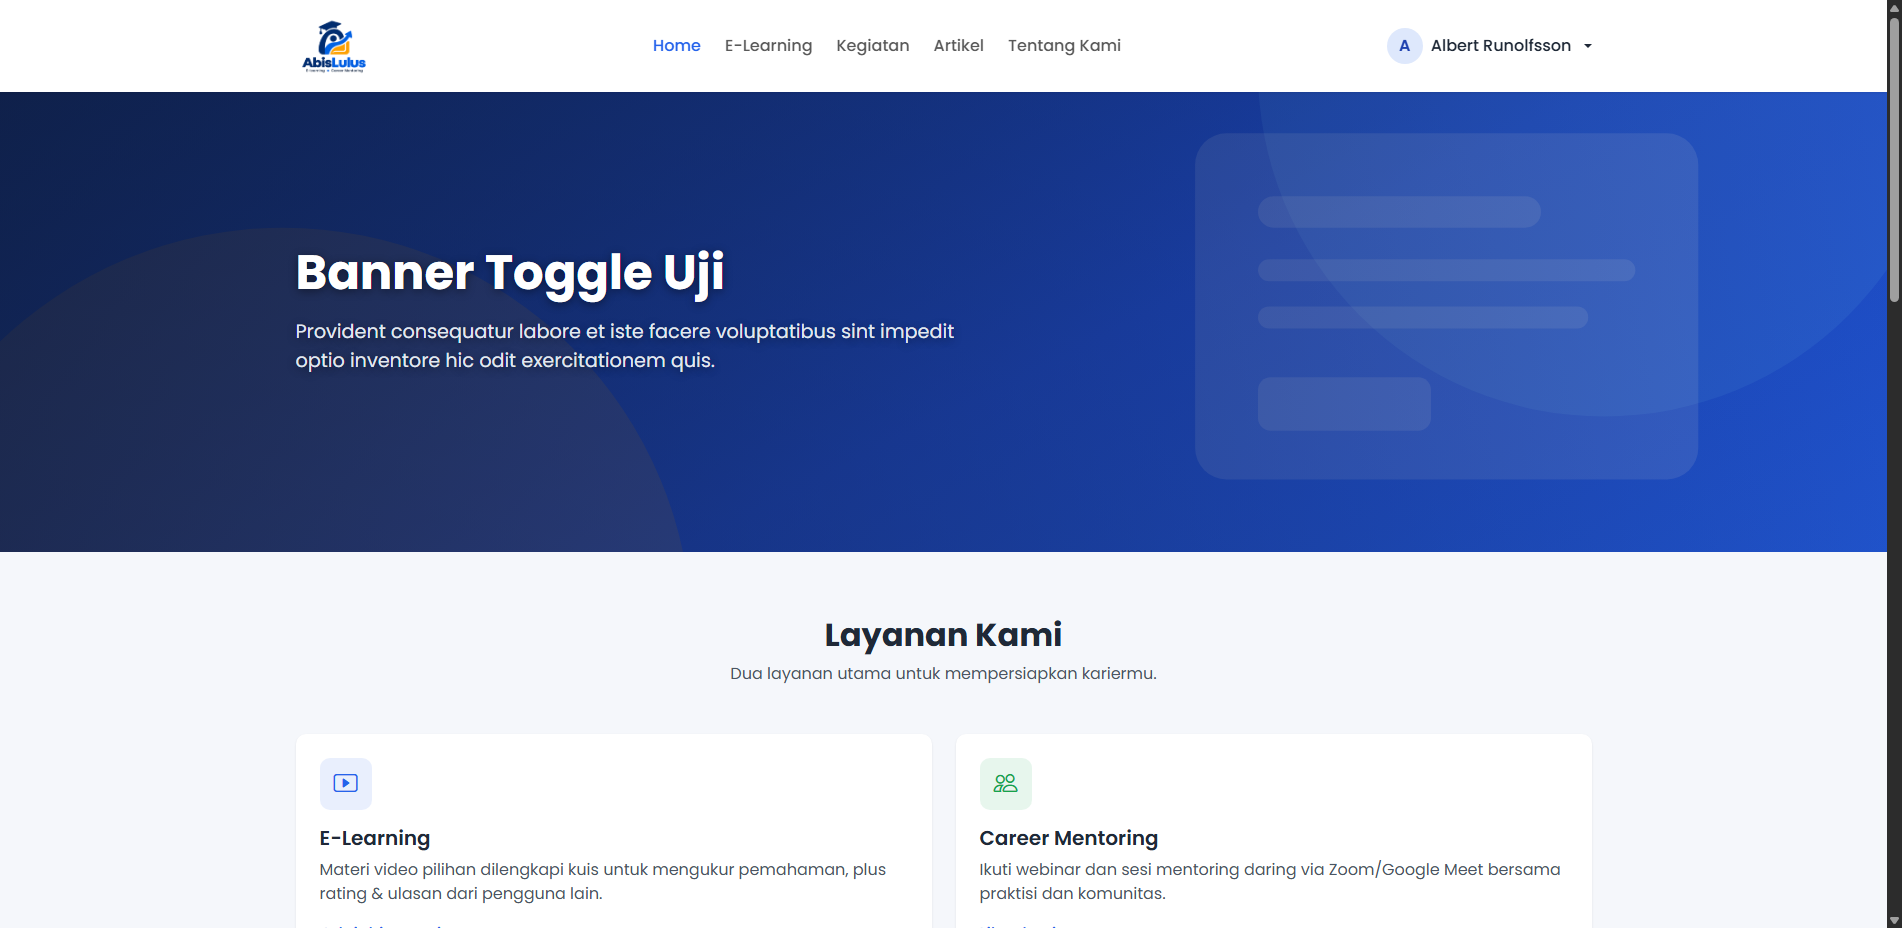 AbisLulus
Home
E-Learning
Kegiatan
Artikel
Tentang Kami
A
Albert Runolfsson
Banner Toggle Uji
Provident consequatur labore et iste facere voluptatibus sint impedit
optio inventore hic odit exercitationem quis.
Layanan Kami
Dua layanan utama untuk mempersiapkan kariermu.
E-Learning
Materi video pilihan dilengkapi kuis untuk mengukur pemahaman, plus
rating & ulasan dari pengguna lain.
Career Mentoring
Ikuti webinar dan sesi mentoring daring via Zoom/Google Meet bersama
praktisi dan komunitas.